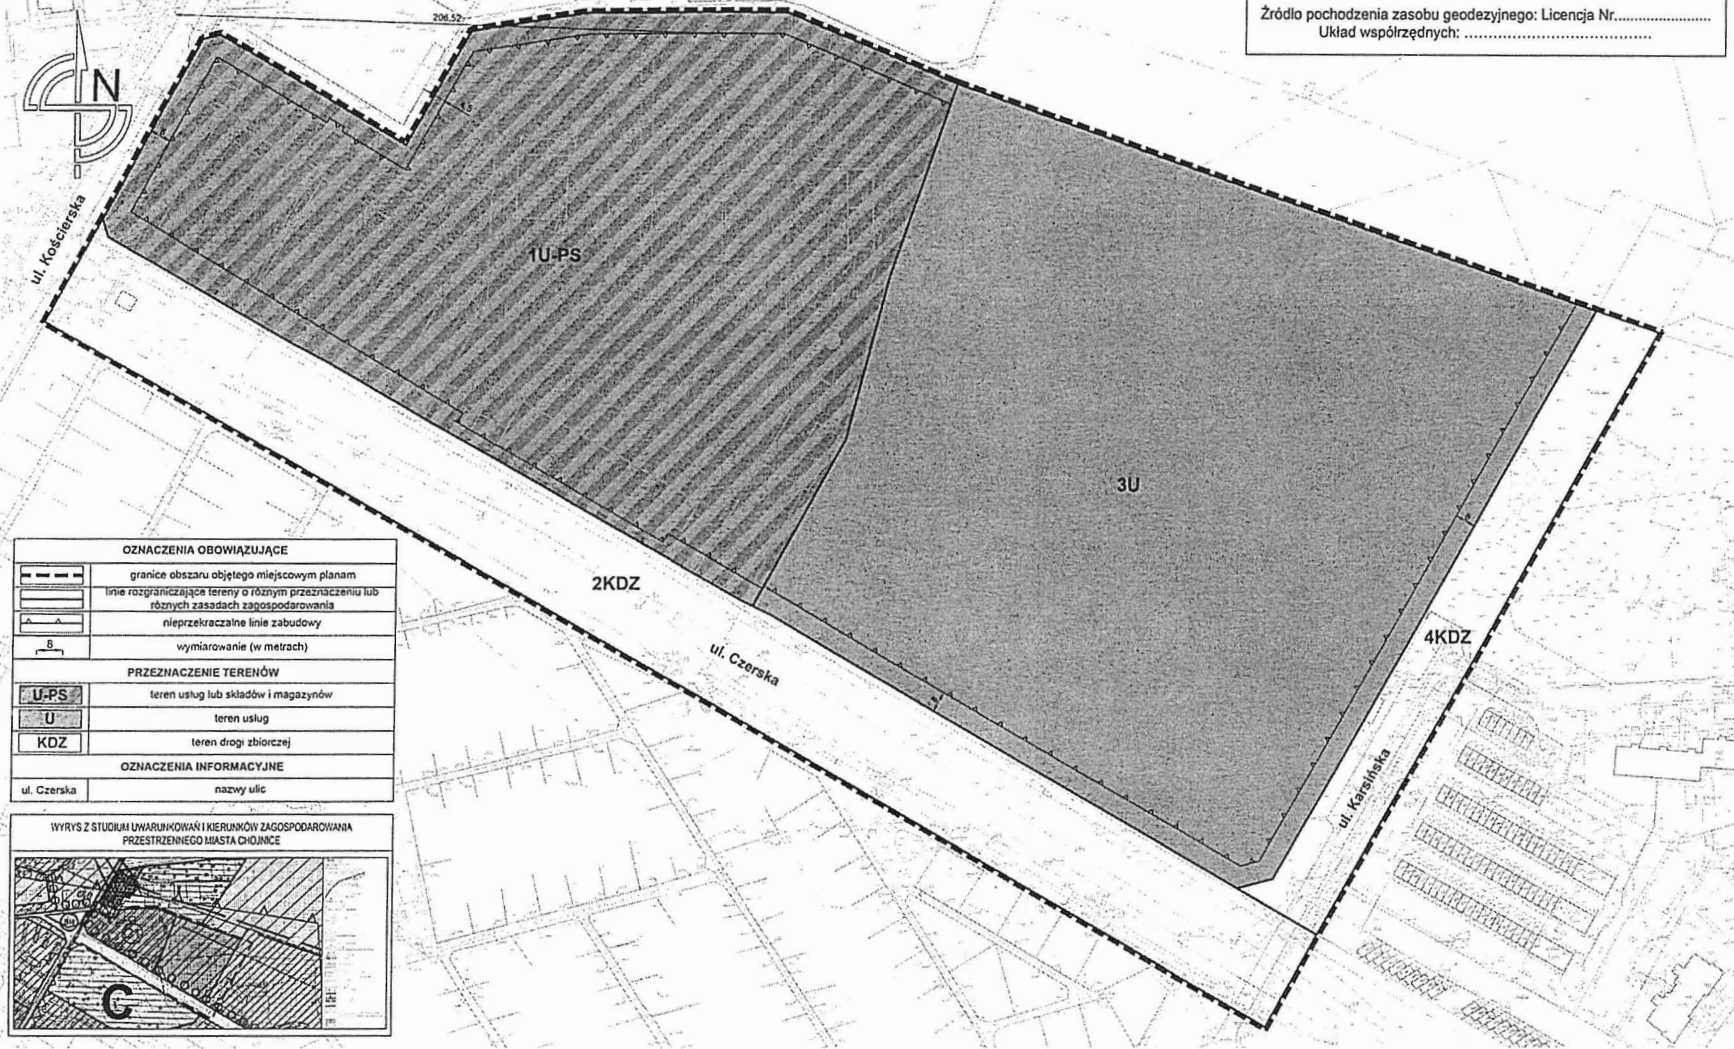 Źródło pochodzenia zasobu geodezyjnego: Licencja Nr........................
Układ współrzędnych: ........................................
206,52
N
ul. Kościerska
4,5
1U-PS
3U
2KDZ
ul. Czerska
4KDZ
ul. Karsińska
OZNACZENIA OBOWIĄZUJĄCE
granice obszaru objętego miejscowym planam
linie rozgraniczające tereny o różnym przeznaczeniu lub
różnych zasadach zagospodarowania
nieprzekraczalne linie zabudowy
8
wymiarowanie (w metrach)
PRZEZNACZENIE TERENÓW
U-PS
teren usług lub składów i magazynów
U
teren usług
KDZ
teren drogi zbiorczej
OZNACZENIA INFORMACYJNE
ul. Czerska
nazwy ulic
WYRYS Z STUDIUM UWARUNKOWAŃ I KIERUNKÓW ZAGOSPODAROWANIA
PRZESTRZENNEGO MIASTA CHOJNICE
C